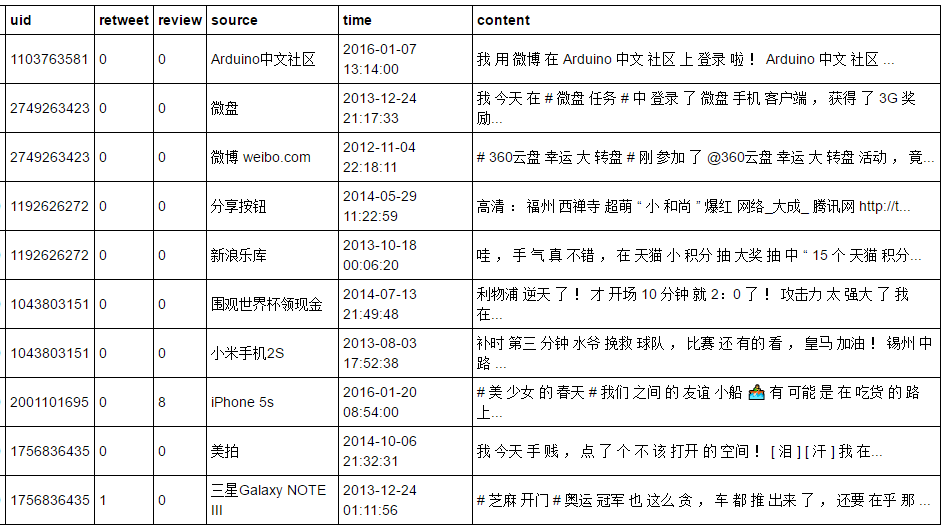 uid retweet review source time content
1103763581 0 0 Arduino中文社区 2016-01-07 13:14:00 我 用 微博 在 Arduino 中文 社区 上 登录 啦 ！ Arduino 中文 社区 ...
2749263423 0 0 微盘 2013-12-24 21:17:33 我 今天 在 # 微盘 任务 # 中 登录 了 微盘 手机 客户端 ， 获得 了 3G 奖励...
2749263423 0 0 微博 weibo.com 2012-11-04 22:18:11 # 360云盘 幸运 大 转盘 # 刚 参加 了 @360云盘 幸运 大 转盘 活动 ， 竟...
1192626272 0 0 分享按钮 2014-05-29 11:22:59 高清 ： 福州 西禅寺 超萌 “ 小 和尚 ” 爆红 网络_大成_ 腾讯网 http://t...
1192626272 0 0 新浪乐库 2013-10-18 00:06:20 哇 ， 手 气 真 不错 ， 在 天猫 小 积分 抽 大奖 抽 中 “ 15 个 天猫 积分...
1043803151 0 0 围观世界杯领现金 2014-07-13 21:49:48 利物浦 逆天 了 ！ 才 开场 10 分钟 就 2：0 了 ！ 攻击力 太 强大 了 我 在...
1043803151 0 0 小米手机2S 2013-08-03 17:52:38 补时 第三 分钟 水爷 挽救 球队 ， 比赛 还 有的 看 ， 皇马 加油 ！ 锡州 中路 ...
2001101695 0 8 iPhone 5s 2016-01-20 08:54:00 # 美 少女 的 春天 # 我们 之间 的 友谊 小船 🚣 有 可能 是 在 吃货 的 路上...
1756836435 0 0 美拍 2014-10-06 21:32:31 我 今天 手 贱 ， 点 了 个 不 该 打开 的 空间 ！ [ 泪 ] [ 汗 ] 我 在...
1756836435 1 0 三星Galaxy NOTE III 2013-12-24 01:11:56 # 芝麻 开门 # 奥运 冠军 也 这么 贪 ， 车 都 推 出来 了 ， 还要 在乎 那 ...